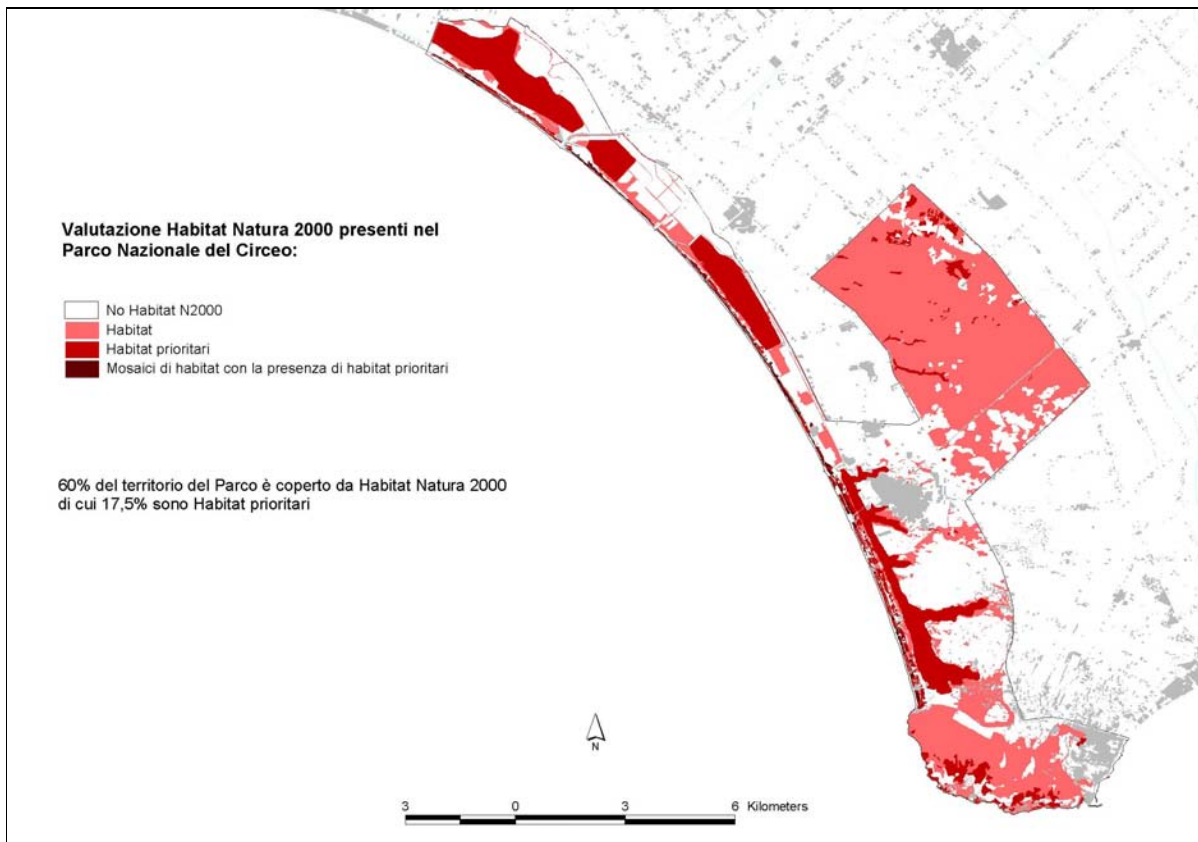 Valutazione Habitat Natura 2000 presenti nel
Parco Nazionale del Circeo:
No Habitat N2000
Habitat
Habitat prioritari
Mosaici di habitat con la presenza di habitat prioritari
60% del territorio del Parco è coperto da Habitat Natura 2000
di cui 17,5% sono Habitat prioritari
N
3 0 3 6 Kilometers